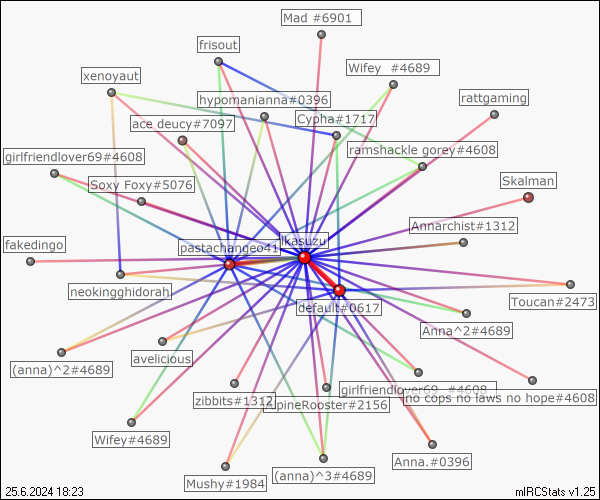 Mad #6901
frisout
Wifey  #4689
xenoyaut
hypomanianna#0396
rattgaming
ace deucy#7097
Cypha#1717
girlfriendlover69#4608
ramshackle gorey#4608
Soxy Foxy#5076
Skalman
Annarchist#1312
fakedingo
pastachangeo41
lkasuzu
neokingghidorah
default#0617
Toucan#2473
Anna^2#4689
avelicious
(anna)^2#4689
girlfriendlover69 #4608
no cops no laws no hope#4608
zibbits#1312
AlpineRooster#2156
Wifey#4689
Anna.#0396
(anna)^3#4689
Mushy#1984
25.6.2024 18:23
mIRCStats v1.25